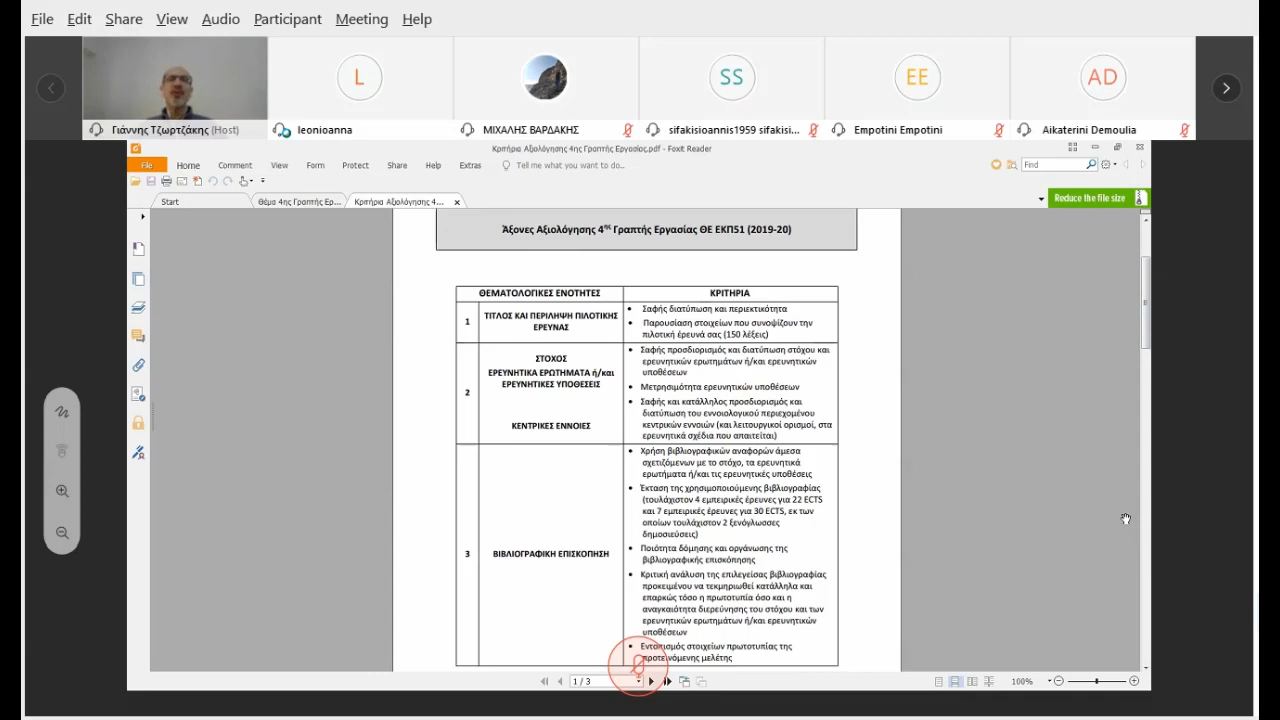 File Edit Share View Audio Participant Meeting Help
L
SS
EE
AD
Γιάννης Τζωρτζάκης (Host)
leonioanna
ΜΙΧΑΛΗΣ ΒΑΡΔΑΚΗΣ
sifakisioannis1959 sifakisi...
Empotini Empotini
Aikaterini Demoulia
Κριτήρια Αξιολόγησης 4ης Γραπτής Εργασίας.pdf - Foxit Reader
File Home Comment View Form Protect Share Help Extras Tell me what you want to do... Find
Start Θέμα 4ης Γραπτής Ερ... Κριτήρια Αξιολόγησης 4... Reduce the file size
Άξονες Αξιολόγησης 4ης Γραπτής Εργασίας ΘΕ ΕΚΠ51 (2019-20)
ΘΕΜΑΤΟΛΟΓΙΚΕΣ ΕΝΟΤΗΤΕΣ
ΚΡΙΤΗΡΙΑ
1
ΤΙΤΛΟΣ ΚΑΙ ΠΕΡΙΛΗΨΗ ΠΙΛΟΤΙΚΗΣ
ΕΡΕΥΝΑΣ
• Σαφής διατύπωση και περιεκτικότητα
• Παρουσίαση στοιχείων που συνοψίζουν την
πιλοτική έρευνά σας (150 λέξεις)
2
ΣΤΟΧΟΣ
ΕΡΕΥΝΗΤΙΚΑ ΕΡΩΤΗΜΑΤΑ ή/και
ΕΡΕΥΝΗΤΙΚΕΣ ΥΠΟΘΕΣΕΙΣ
ΚΕΝΤΡΙΚΕΣ ΕΝΝΟΙΕΣ
• Σαφής προσδιορισμός και διατύπωση στόχου και
ερευνητικών ερωτημάτων ή/και ερευνητικών
υποθέσεων
• Μετρησιμότητα ερευνητικών υποθέσεων
• Σαφής και κατάλληλος προσδιορισμός και
διατύπωση του εννοιολογικού περιεχομένου
κεντρικών εννοιών (και λειτουργικοί ορισμοί, στα
ερευνητικά σχέδια που απαιτείται)
3
ΒΙΒΛΙΟΓΡΑΦΙΚΗ ΕΠΙΣΚΟΠΗΣΗ
• Χρήση βιβλιογραφικών αναφορών άμεσα
σχετιζόμενων με το στόχο, τα ερευνητικά
ερωτήματα ή/και τις ερευνητικές υποθέσεις
• Έκταση της χρησιμοποιούμενης βιβλιογραφίας
(τουλάχιστον 4 εμπειρικές έρευνες για 22 ECTS
και 7 εμπειρικές έρευνες για 30 ECTS, εκ των
οποίων τουλάχιστον 2 ξενόγλωσσες
δημοσιεύσεις)
• Ποιότητα δόμησης και οργάνωσης της
βιβλιογραφικής επισκόπησης
• Κριτική ανάλυση της επιλεγείσας βιβλιογραφίας
προκειμένου να τεκμηριωθεί κατάλληλα και
επαρκώς τόσο η πρωτοτυπία όσο και η
αναγκαιότητα διερεύνησης του στόχου και των
ερευνητικών ερωτημάτων ή/και ερευνητικών
υποθέσεων
• Εντοπισμός στοιχείων πρωτοτυπίας της
προτεινόμενης μελέτης
1 / 3
100%